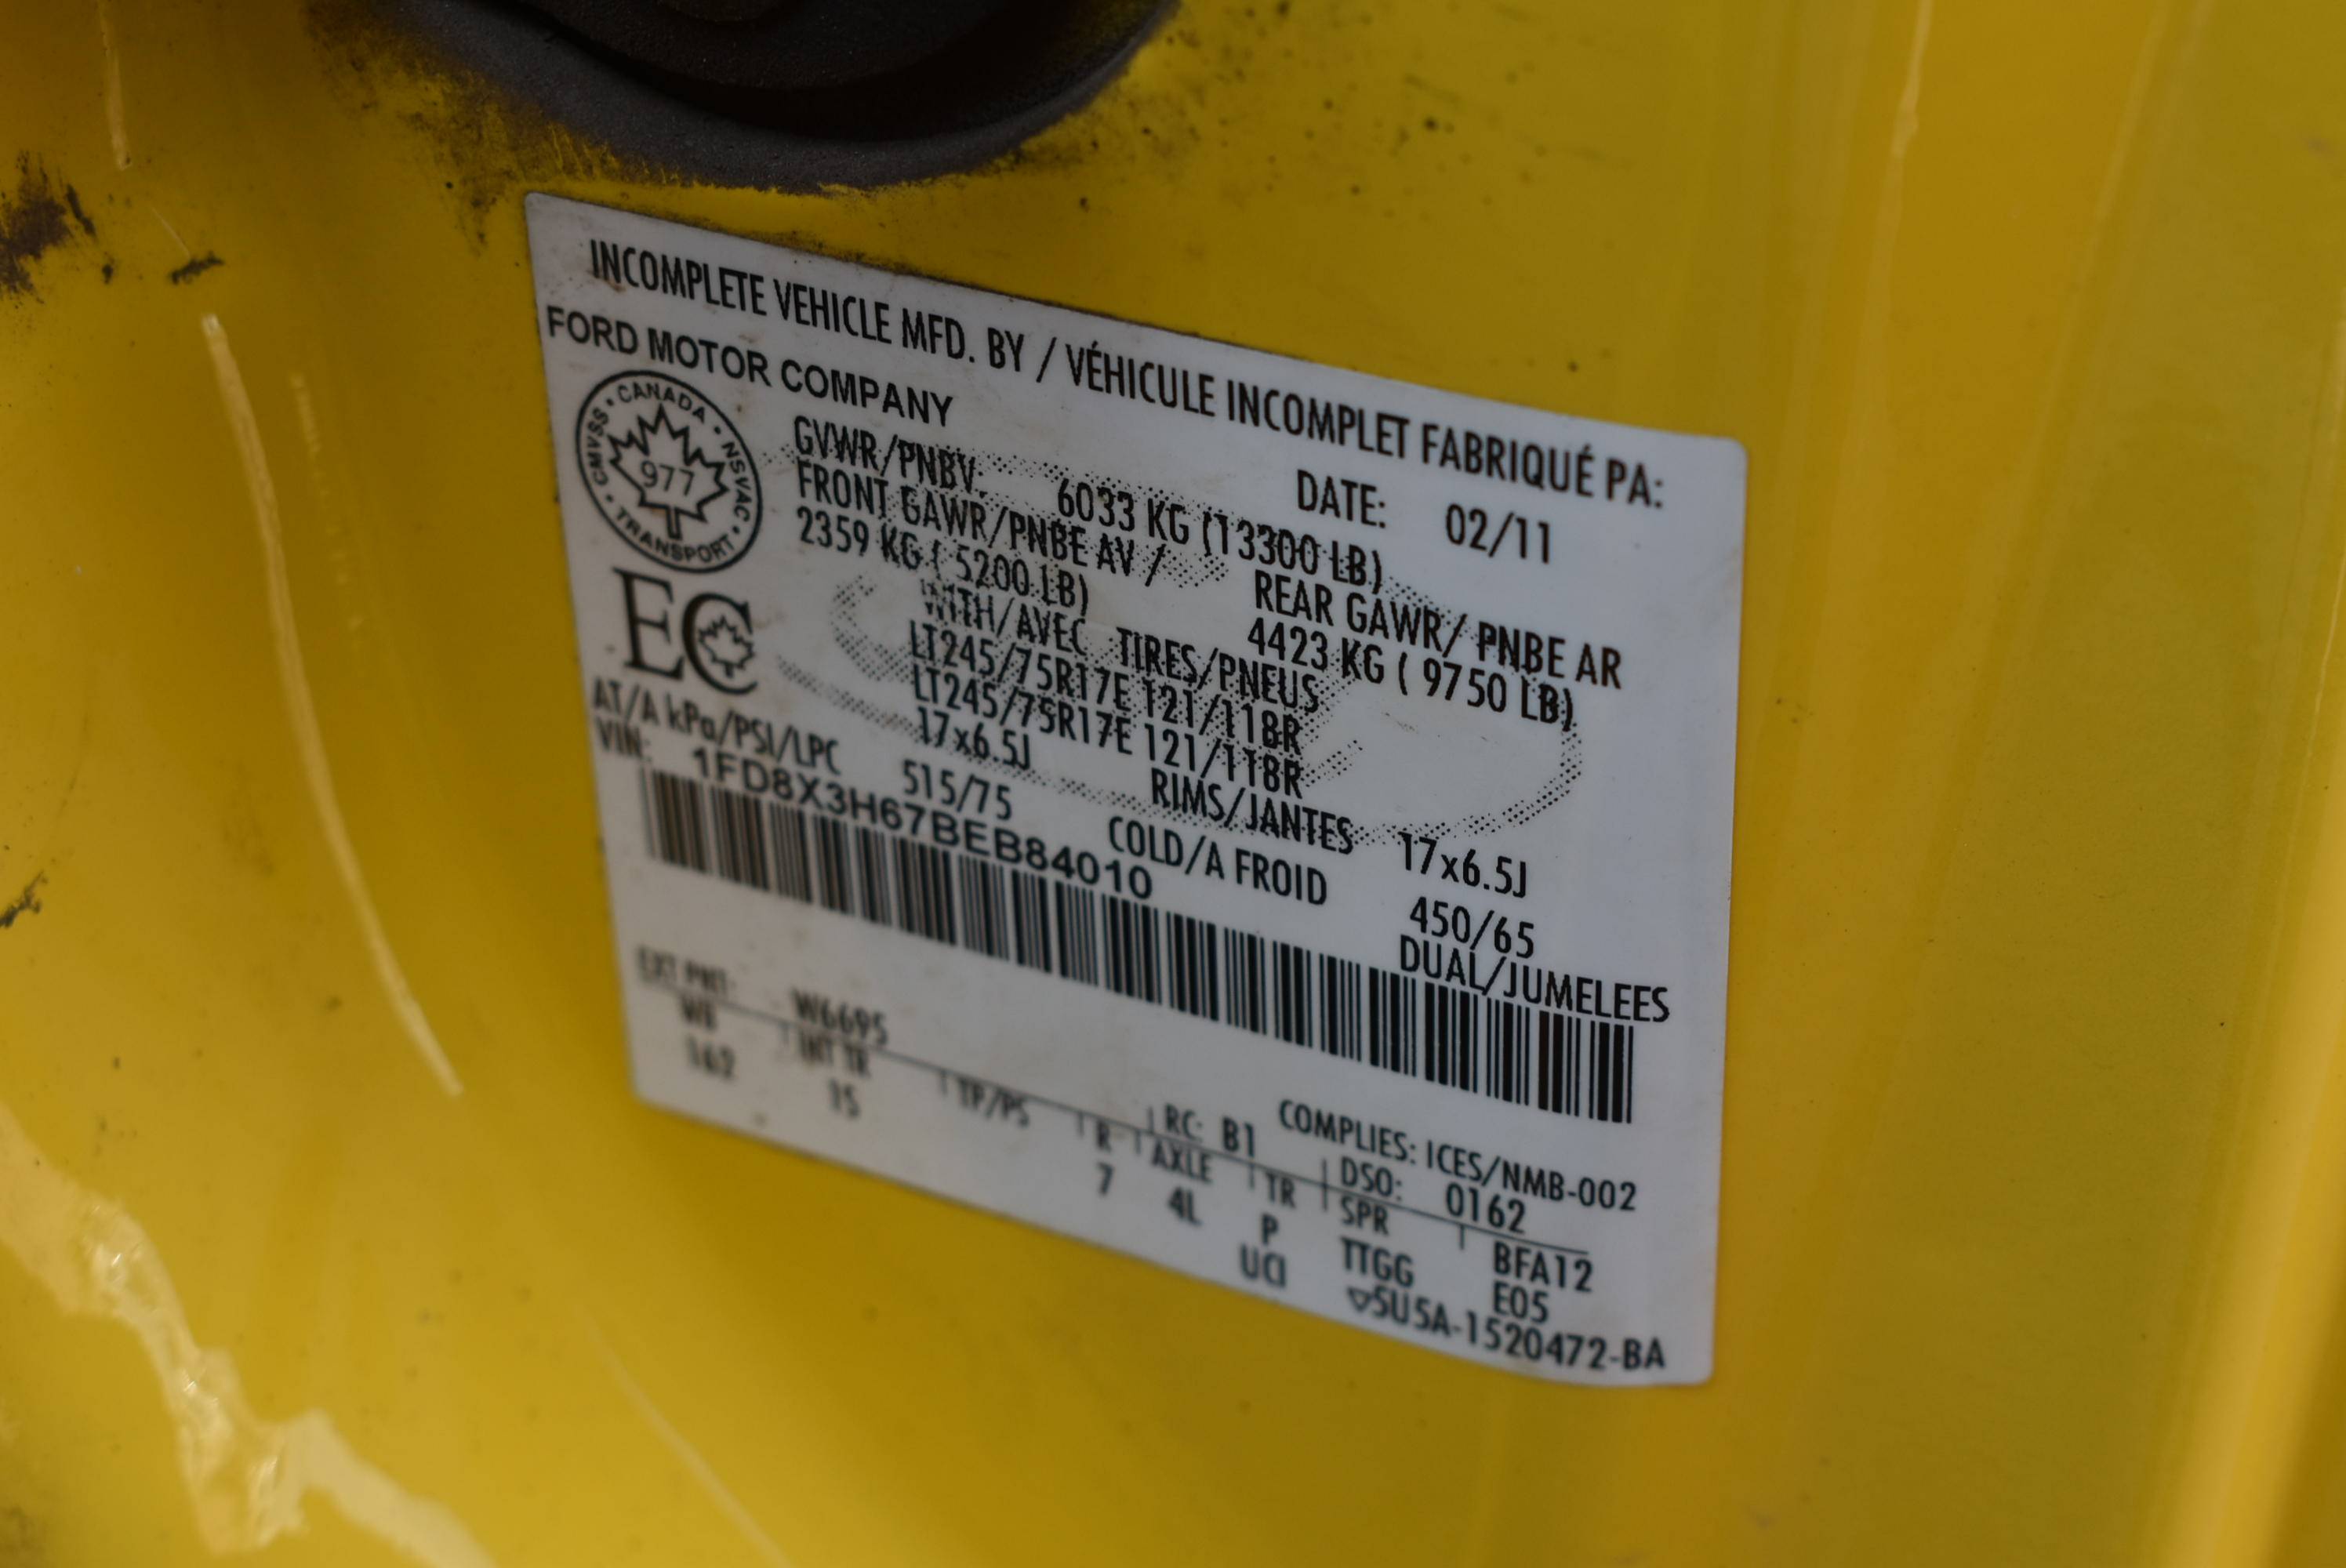 INCOMPLETE VEHICLE MFD. BY / VÉHICULE INCOMPLET FABRIQUÉ PA:
FORD MOTOR COMPANY
DATE: 02/11
CMVSS • CANADA • NSVAC • TRANSPORT •
977
GVWR/PNBV: 6033 KG (13300 LB)
FRONT GAWR/PNBE AV / REAR GAWR/ PNBE AR
2359 KG ( 5200 LB) 4423 KG ( 9750 LB)
EC
WITH/AVEC TIRES/PNEUS
LT245/75R17E 121/118R
LT245/75R17E 121/118R
17x6.5J RIMS/JANTES 17x6.5J
AT/A kPa/PSI/LPC 515/75 COLD/A FROID 450/65
VIN: 1FD8X3H67BEB84010 DUAL/JUMELEES
COMPLIES: ICES/NMB-002
EXT PNT: W6695 RC: B1 DSO: 0162
WB INT TR TP/PS R AXLE TR SPR
162 15 7 4L P TTGG BFA12
E05
UCI ▽5U5A-1520472-BA